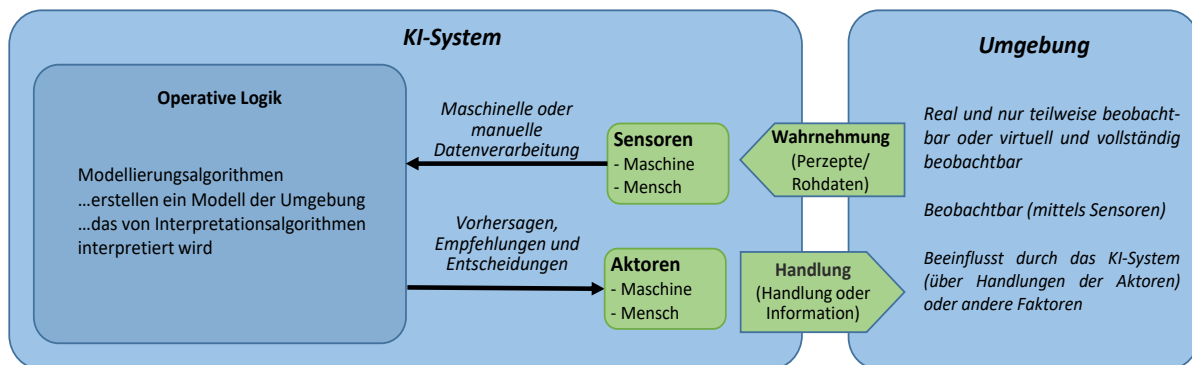 KI-System
Operative Logik
Modellierungsalgorithmen
...erstellen ein Modell der Umgebung
...das von Interpretationsalgorithmen
interpretiert wird
Maschinelle oder
manuelle
Datenverarbeitung
Vorhersagen,
Empfehlungen und
Entscheidungen
Sensoren
- Maschine
- Mensch
Aktoren
- Maschine
- Mensch
Wahrnehmung
(Perzepte/
Rohdaten)
Handlung
(Handlung oder
Information)
Umgebung
Real und nur teilweise beobacht-
bar oder virtuell und vollständig
beobachtbar
Beobachtbar (mittels Sensoren)
Beeinflusst durch das KI-System
(über Handlungen der Aktoren)
oder andere Faktoren